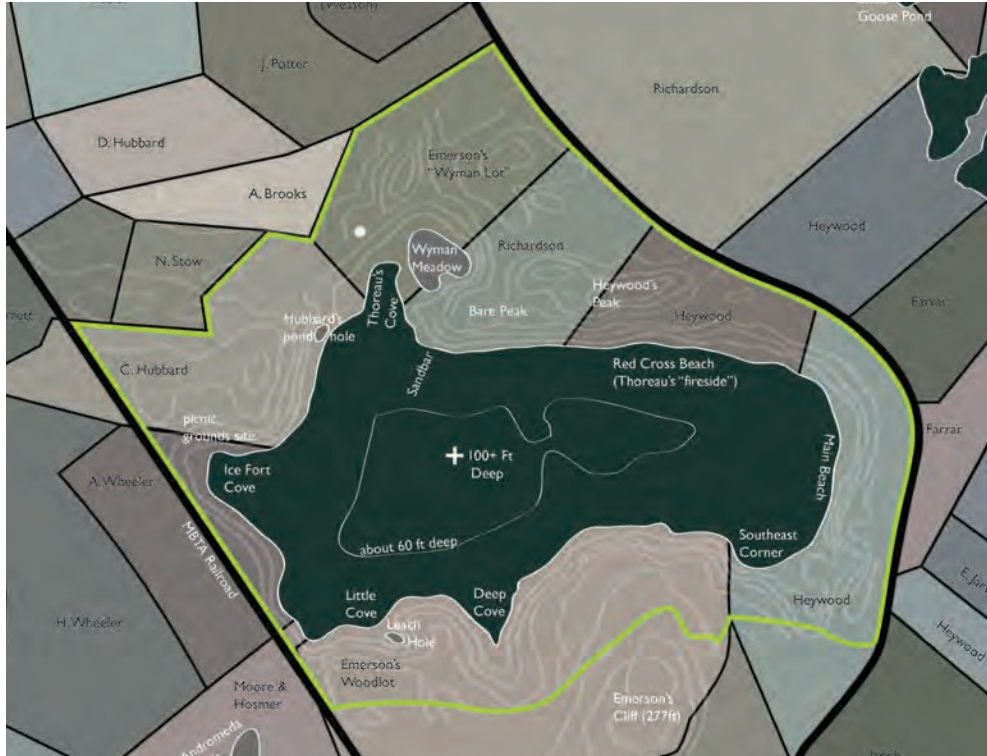 (Weason)
Goose Pond
J. Potter
Richardson
D. Hubbard
Emerson's
"Wyman Lot"
A. Brooks
Heywood
Richardson
Wyman
Meadow
N. Stow
Thoreau's
Cove
Heywood's
Peak
Farrar
Bare Peak
Heywood
Hubbard's
pond hole
Sandbar
Red Cross Beach
(Thoreau's "fireside")
C. Hubbard
picnic
grounds site
Farrar
Main Beach
100+ Ft
Deep
Ice Fort
Cove
A. Wheeler
MBTA Railroad
about 60 ft deep
Southeast
Corner
Little
Cove
Deep
Cove
Heywood
Heywood
H. Wheeler
Leach
Hole
Emerson's
Woodlot
Moore &
Hosmer
Emerson's
Cliff (277ft)
Andromeda